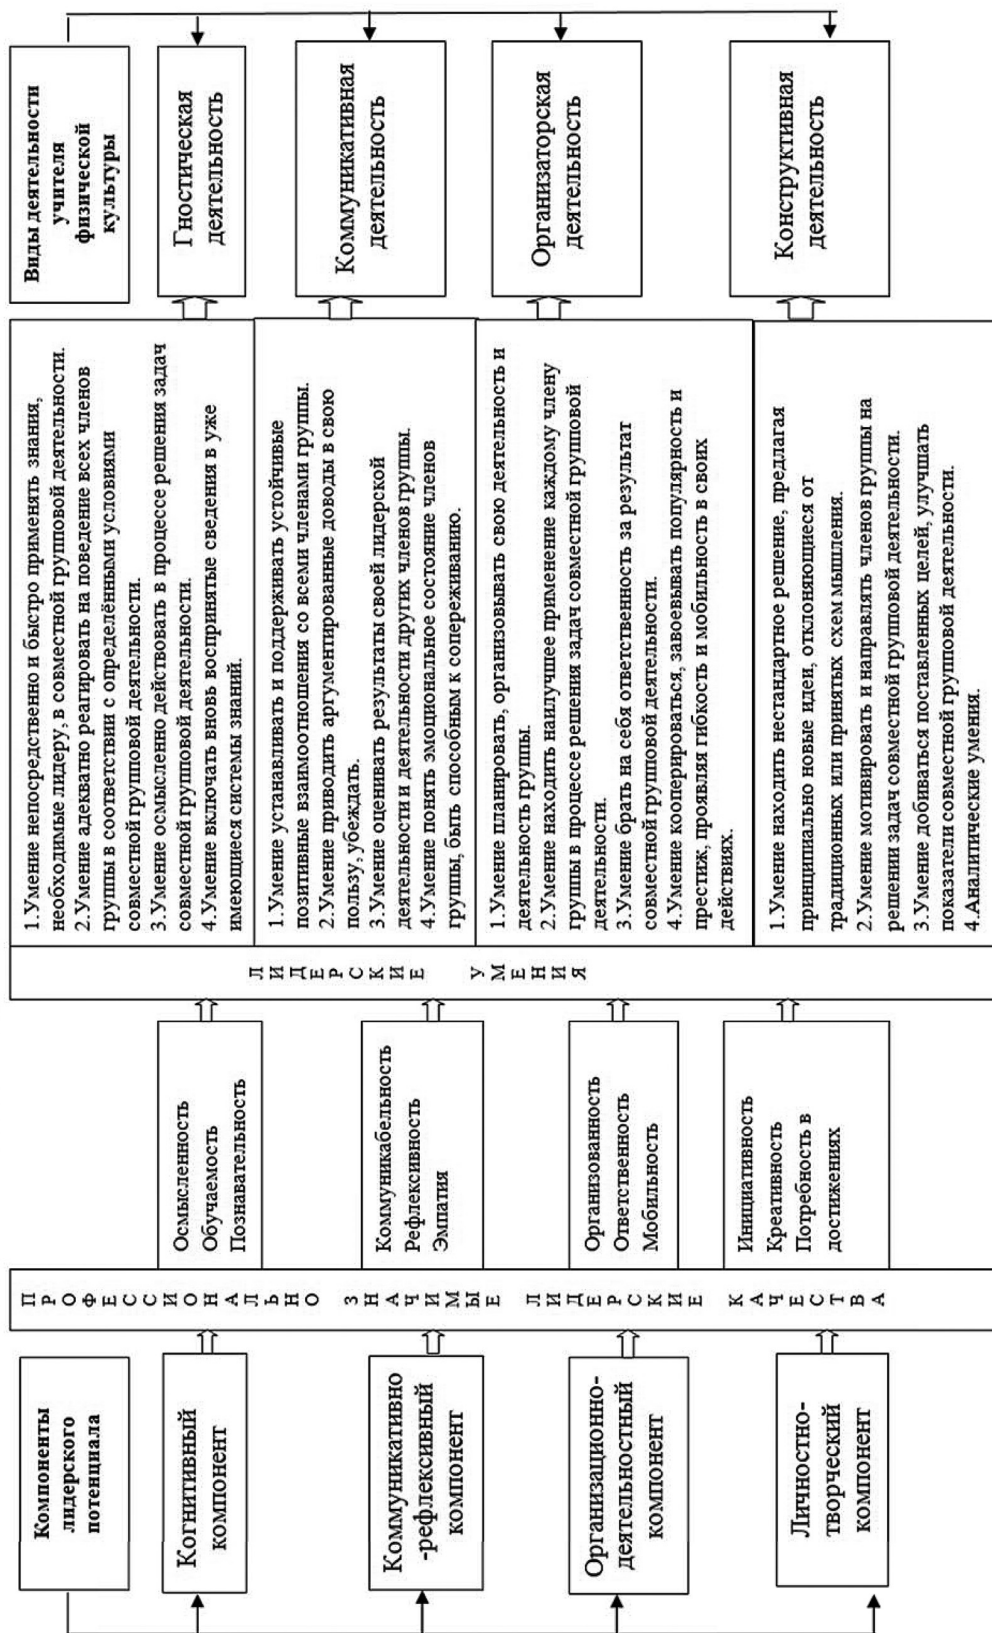 Компоненты
лидерского
потенциала
Когнитивный
компонент
Коммуникативно
-рефлексивный
компонент
Организационно-
деятельностный
компонент
Личностно-
творческий
компонент
ПРОФЕССИОНАЛЬНО ЗНАЧИМЫЕ ЛИДЕРСКИЕ КАЧЕСТВА
Осмысленность
Обучаемость
Познавательность
Коммуникабельность
Рефлексивность
Эмпатия
Организованность
Ответственность
Мобильность
Инициативность
Креативность
Потребность в
достижениях
ЛИДЕРСКИЕ УМЕНИЯ
1.Умение непосредственно и быстро применять знания,
необходимые лидеру, в совместной групповой деятельности.
2.Умение адекватно реагировать на поведение всех членов
группы в соответствии с определёнными условиями
совместной групповой деятельности.
3.Умение осмысленно действовать в процессе решения задач
совместной групповой деятельности.
4.Умение включать вновь воспринятые сведения в уже
имеющиеся системы знаний.
1.Умение устанавливать и поддерживать устойчивые
позитивные взаимоотношения со всеми членами группы.
2.Умение приводить аргументированные доводы в свою
пользу, убеждать.
3.Умение оценивать результаты своей лидерской
деятельности и деятельности других членов группы.
4.Умение понять эмоциональное состояние членов
группы, быть способным к сопереживанию.
1.Умение планировать, организовывать свою деятельность и
деятельность группы.
2.Умение находить наилучшее применение каждому члену
группы в процессе решения задач совместной групповой
деятельности.
3.Умение брать на себя ответственность за результат
совместной групповой деятельности.
4.Умение кооперироваться, завоевывать популярность и
престиж, проявляя гибкость и мобильность в своих
действиях.
1.Умение находить нестандартное решение, предлагая
принципиально новые идеи, отклоняющиеся от
традиционных или принятых схем мышления.
2.Умение мотивировать и направлять членов группы на
решении задач совместной групповой деятельности.
3.Умение добиваться поставленных целей, улучшать
показатели совместной групповой деятельности.
4.Аналитические умения.
Виды деятельности
учителя
физической
культуры
Гностическая
деятельность
Коммуникативная
деятельность
Организаторская
деятельность
Конструктивная
деятельность